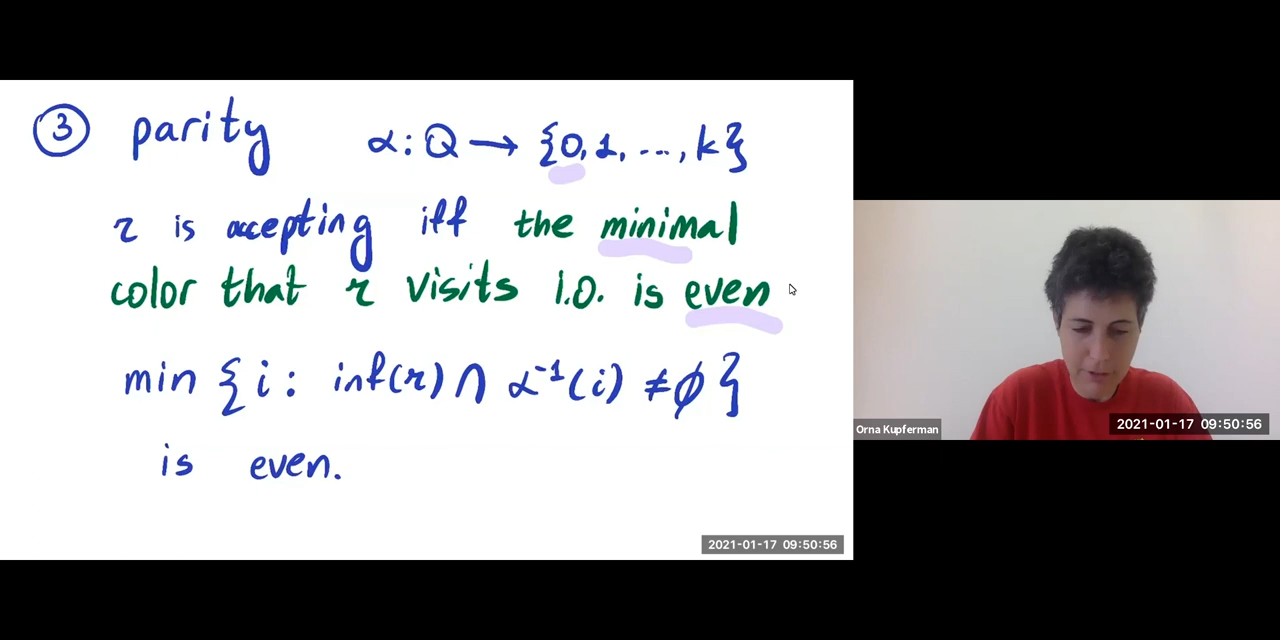 ③ parity α: Q → {0, 1, ..., k}
r is accepting iff the minimal
color that r visits i.o. is even
min {i: inf(r) ∩ α⁻¹(i) ≠ ∅}
is even.
2021-01-17 09:50:56
Orna Kupferman
2021-01-17 09:50:56